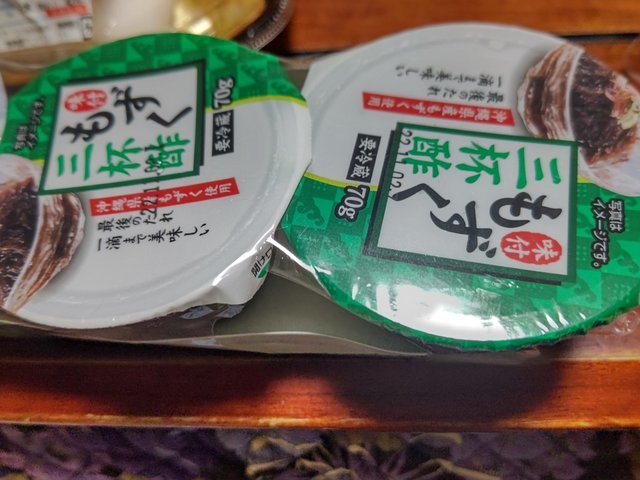 味付
もずく
三杯酢
70g
要冷蔵
沖縄県産もずく使用
最後のたれ
一滴まで美味しい
写真は
イメージです。
味付
もずく
三杯酢
70g
要冷蔵
沖縄県産もずく使用
最後のたれ
一滴まで美味しい
写真は
イメージです。